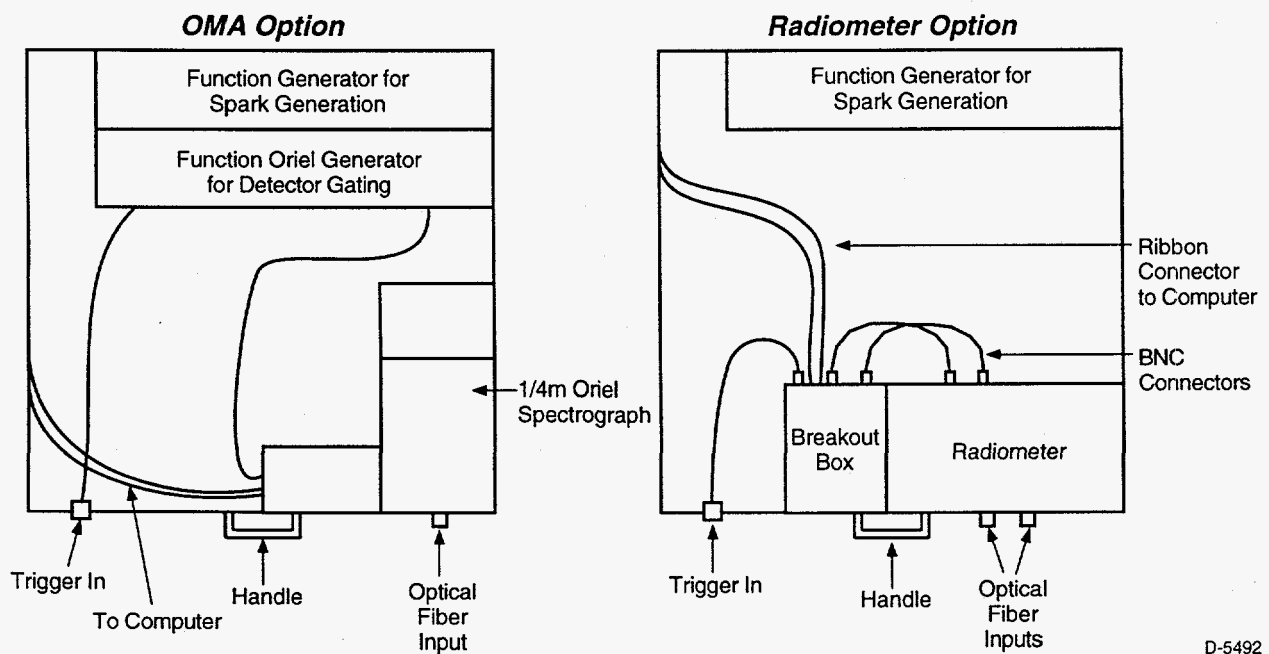 OMA Option
Function Generator for
Spark Generation
Function Oriel Generator
for Detector Gating
1/4m Oriel
Spectrograph
Trigger In
To Computer
Handle
Optical
Fiber
Input
Radiometer Option
Function Generator for
Spark Generation
Ribbon
Connector
to Computer
BNC
Connectors
Breakout
Box
Radiometer
Trigger In
Handle
Optical
Fiber
Inputs
D-5492